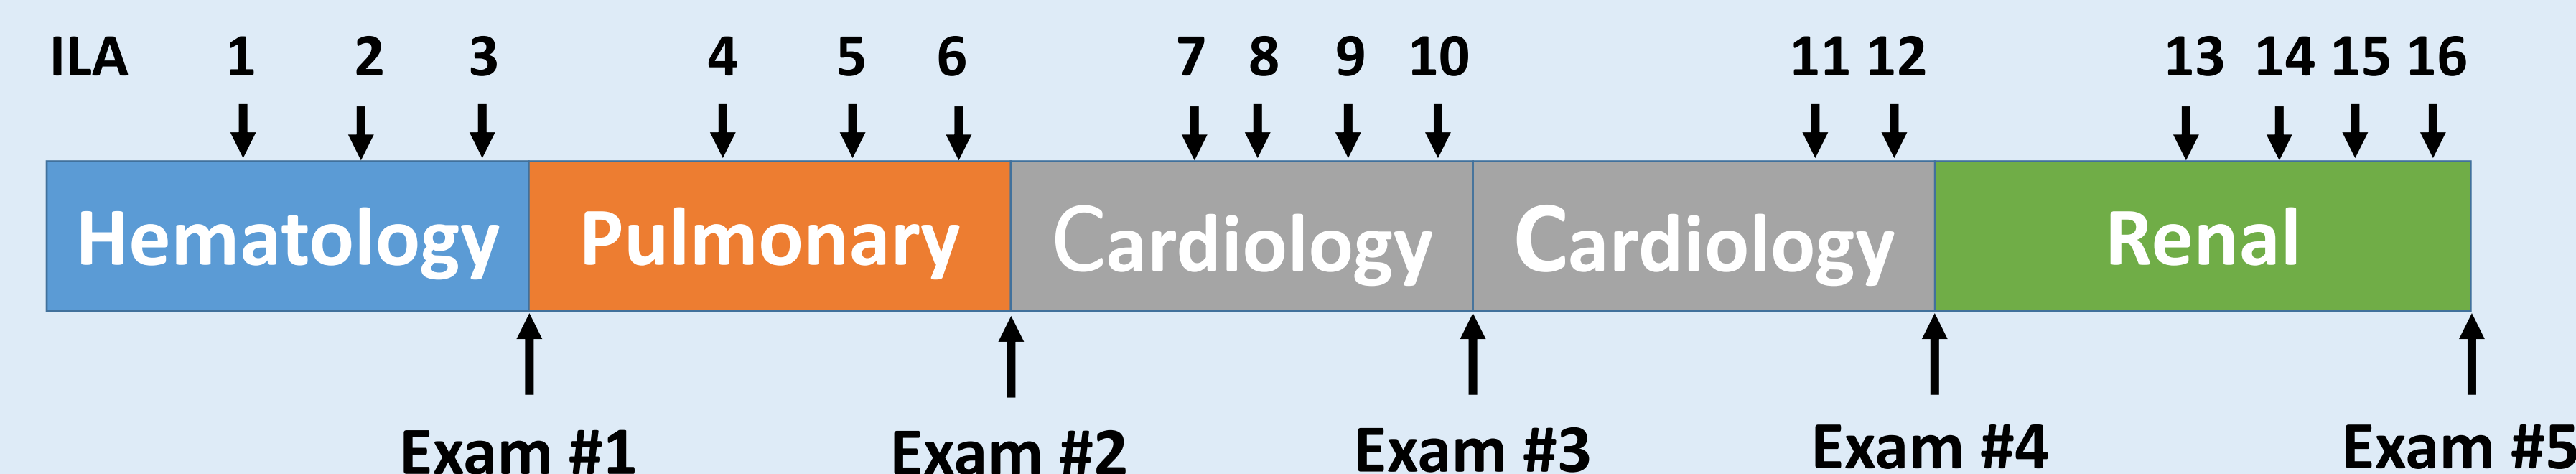 ILA 1 2 3 4 5 6 7 8 9 10 11 12 13 14 15 16
Hematology Pulmonary Cardiology Cardiology Renal
Exam #1 Exam #2 Exam #3 Exam #4 Exam #5